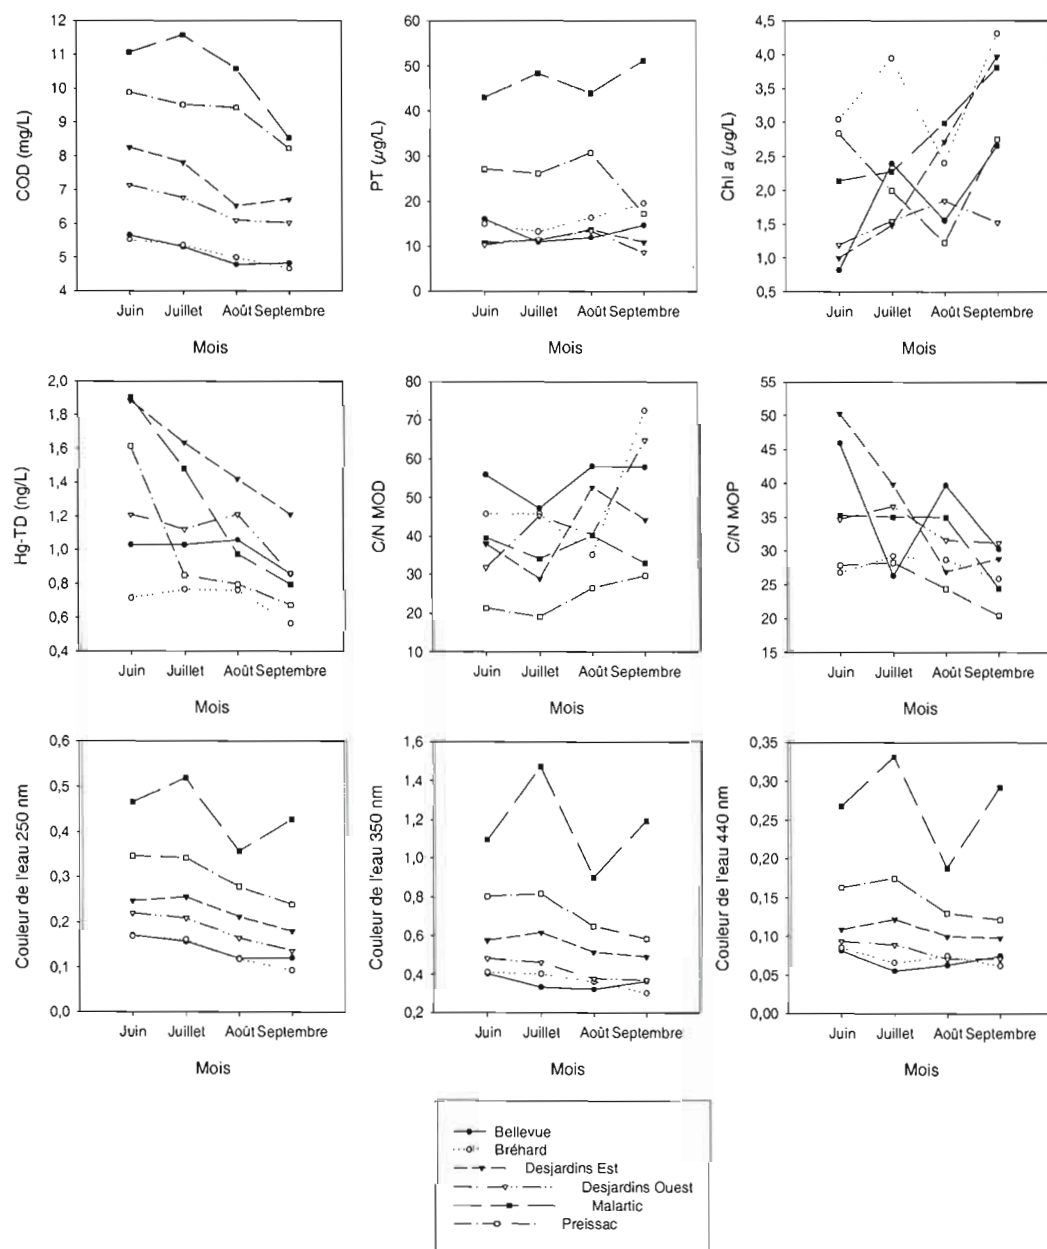 COD (mg/L)
12
11
10
9
8
7
6
5
4
Juin Juillet Août Septembre
Mois
PT (µg/L)
60
50
40
30
20
10
0
Juin Juillet Août Septembre
Mois
Chl a (µg/L)
4,5
4,0
3,5
3,0
2,5
2,0
1,5
1,0
0,5
Juin Juillet Août Septembre
Mois
Hg-TD (ng/L)
2,0
1,8
1,6
1,4
1,2
1,0
0,8
0,6
0,4
Juin Juillet Août Septembre
Mois
C/N MOD
80
70
60
50
40
30
20
10
Juin Juillet Août Septembre
Mois
C/N MOP
55
50
45
40
35
30
25
20
15
Juin Juillet Août Septembre
Mois
Couleur de l'eau 250 nm
0,6
0,5
0,4
0,3
0,2
0,1
0,0
Juin Juillet Août Septembre
Mois
Couleur de l'eau 350 nm
1,6
1,4
1,2
1,0
0,8
0,6
0,4
0,2
Juin Juillet Août Septembre
Mois
Couleur de l'eau 440 nm
0,35
0,30
0,25
0,20
0,15
0,10
0,05
0,00
Juin Juillet Août Septembre
Mois
Bellevue
Bréhard
Desjardins Est
Desjardins Ouest
Malartic
Preissac